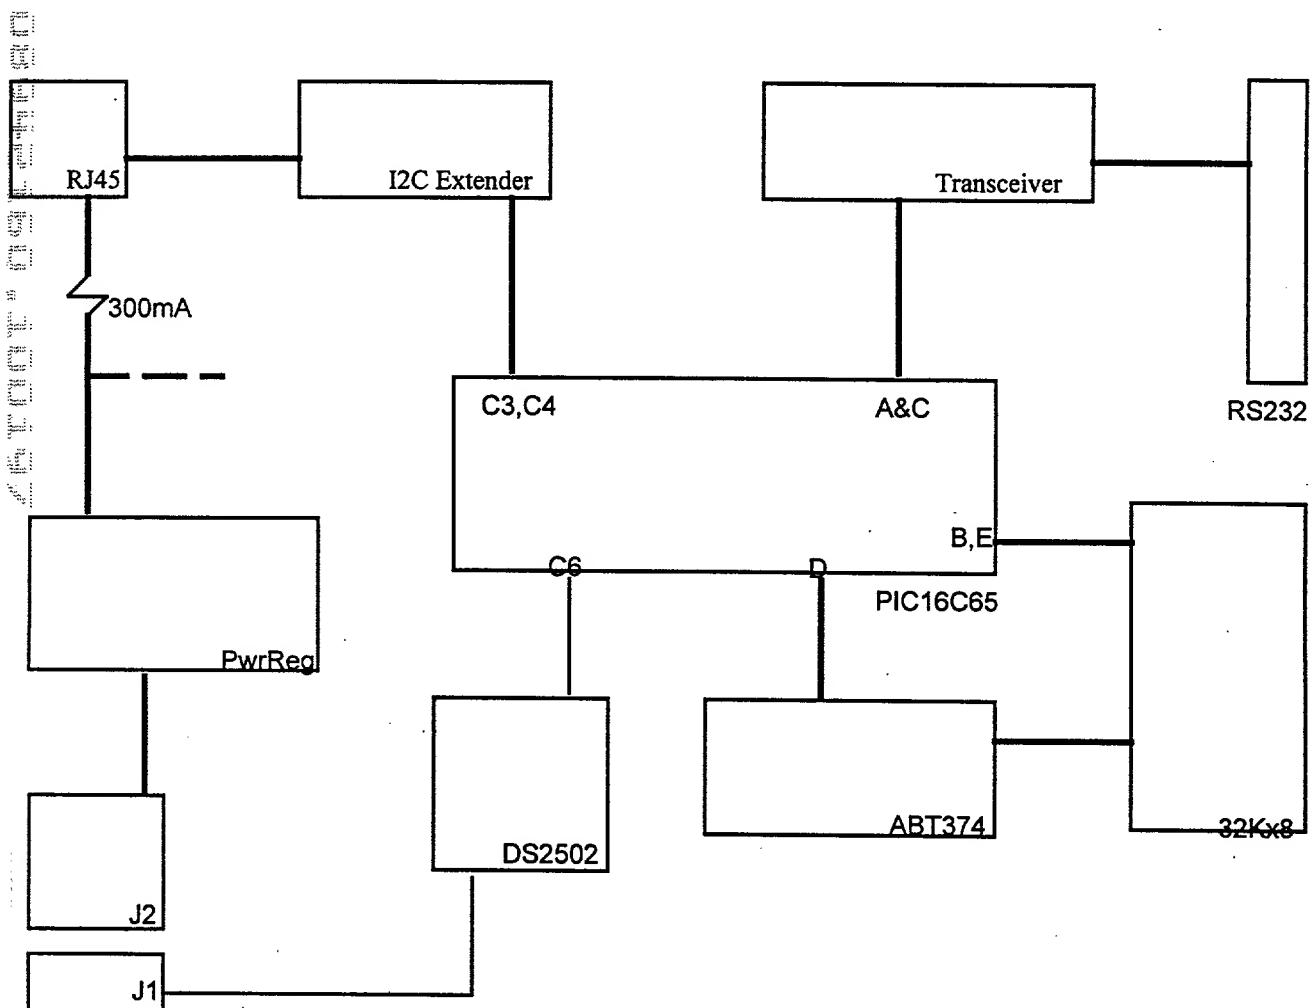 RJ45
I2C Extender
Transceiver
300mA
C3,C4
A&C
RS232
B,E
C6
D
PIC16C65
PwrReg
ABT374
32Kx8
DS2502
J2
J1